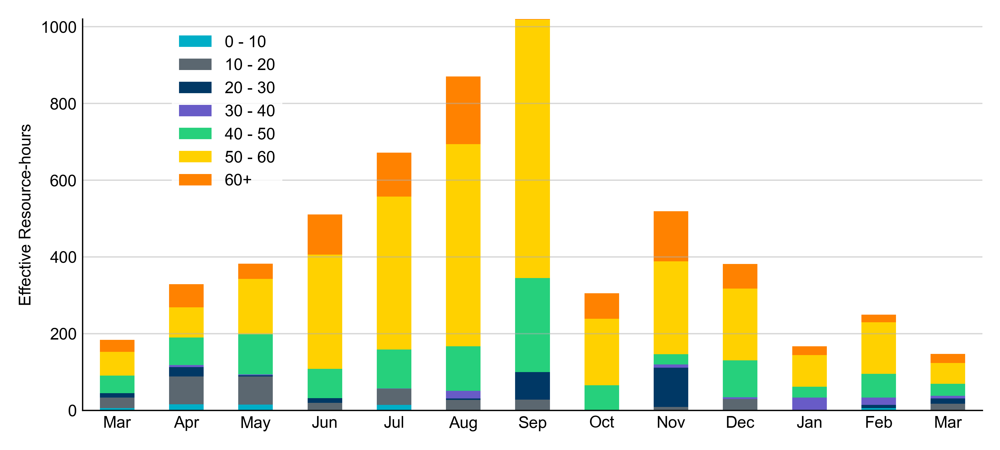 Effective Resource-hours
1000
800
600
400
200
0
0 - 10
10 - 20
20 - 30
30 - 40
40 - 50
50 - 60
60+
Mar Apr May Jun Jul Aug Sep Oct Nov Dec Jan Feb Mar